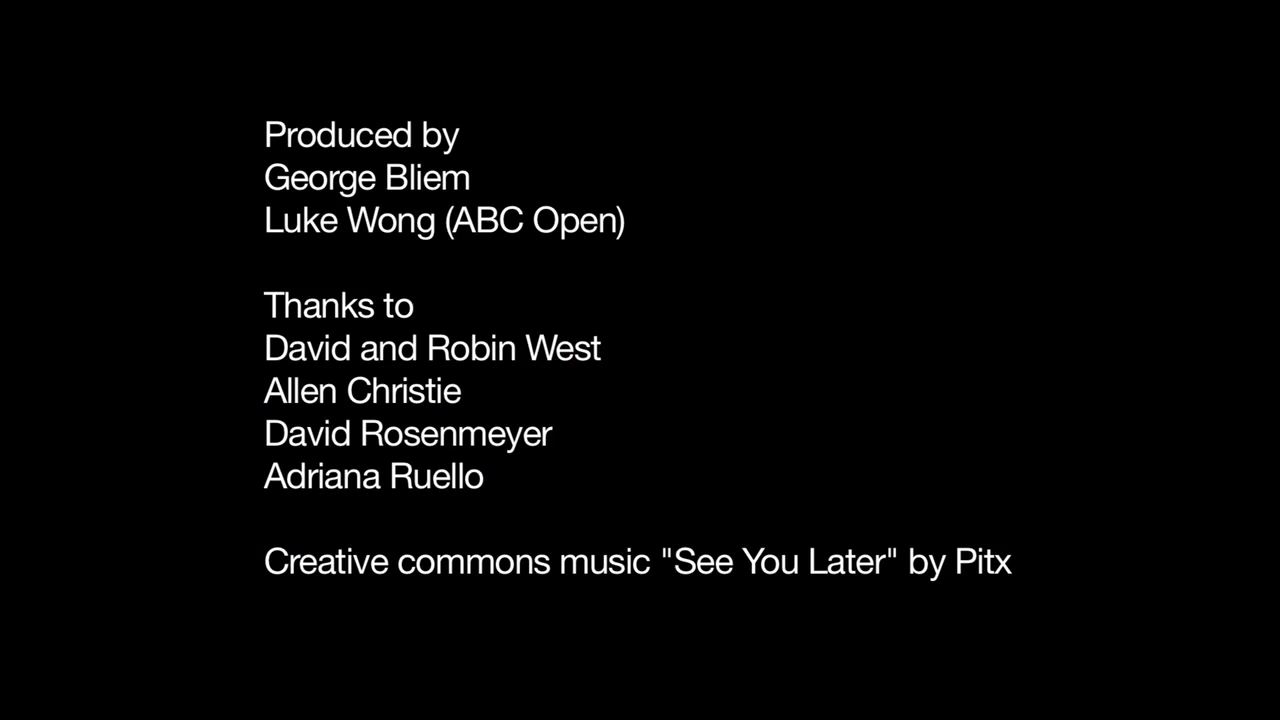 Produced by
George Bliem
Luke Wong (ABC Open)
Thanks to
David and Robin West
Allen Christie
David Rosenmeyer
Adriana Ruello
Creative commons music "See You Later" by Pitx